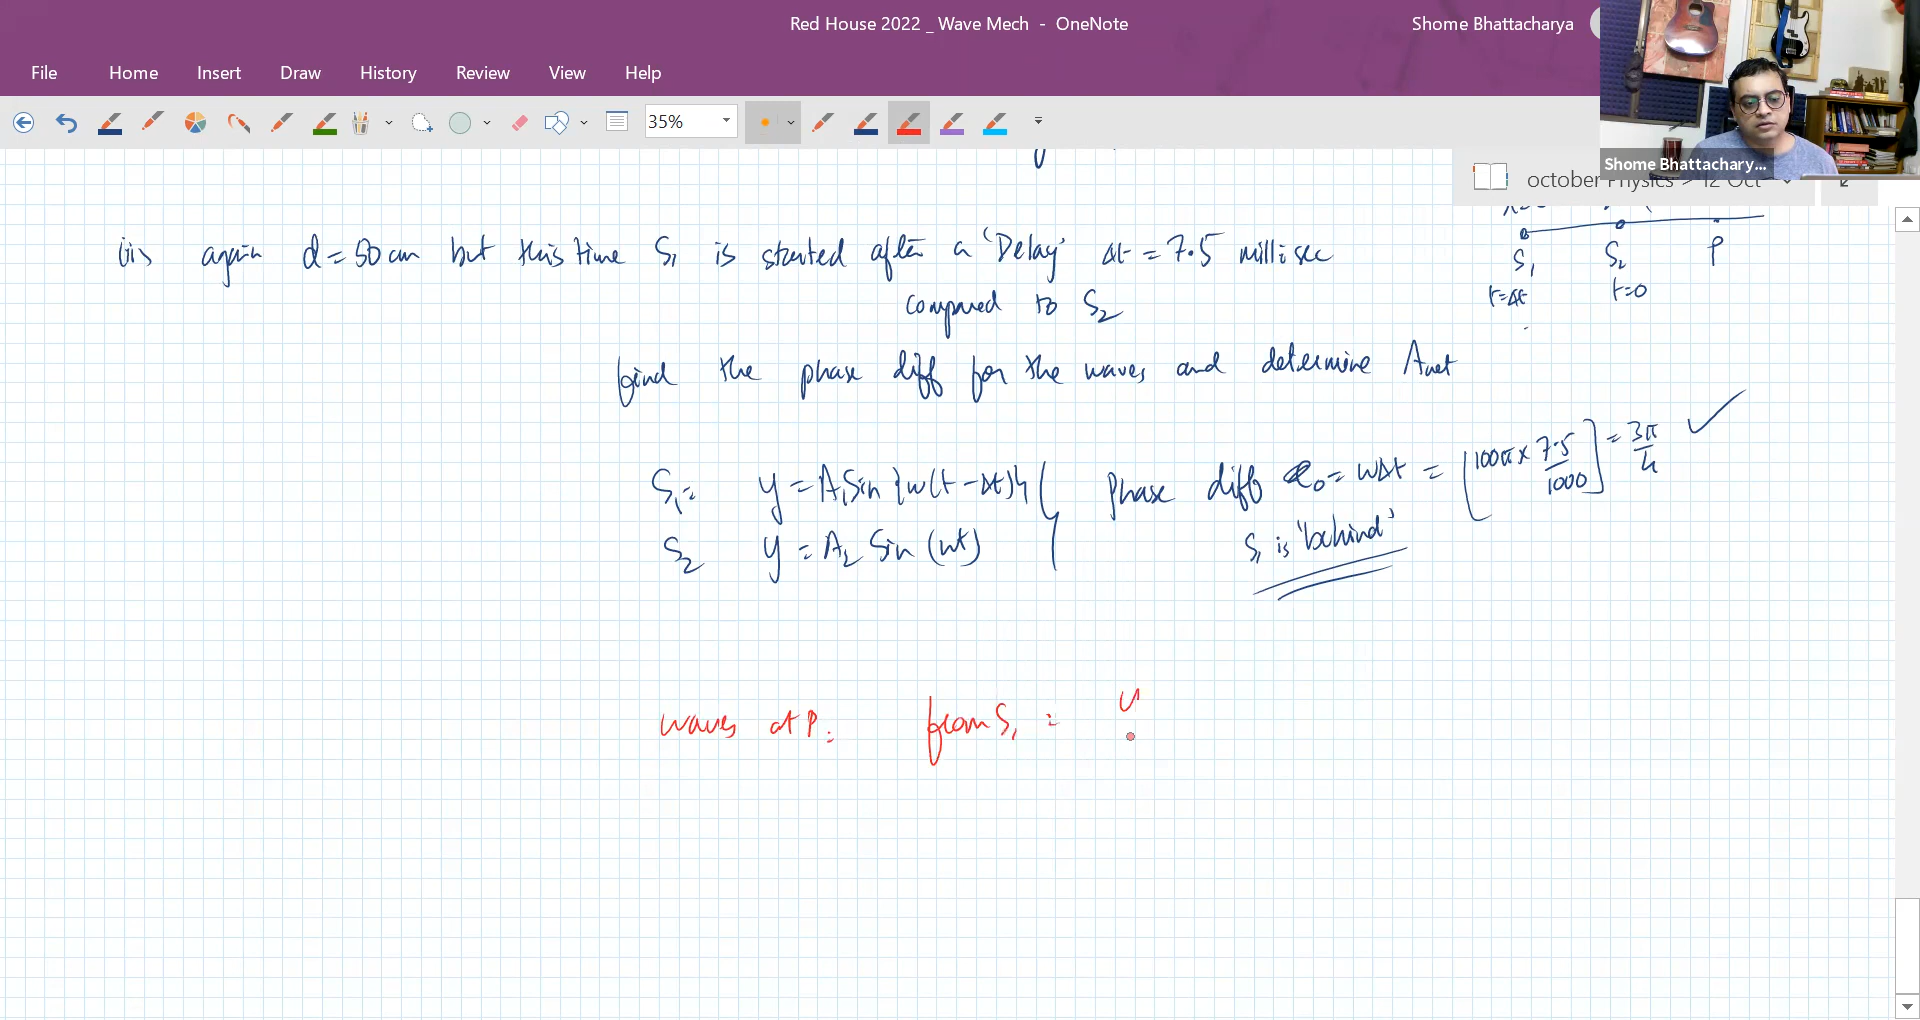 Red House 2022 _ Wave Mech - OneNote
Shome Bhattacharya
File Home Insert Draw History Review View Help
35%
Shome Bhattachary...
october Physics > 12 Oct
(ii) again d = 50 cm but this time S₁ is started after a 'Delay' Δt = 7.5 millisec
compared to S₂
S₁ S₂ P
t=Δt t=0
find the phase diff for the waves and determine Anet
S₁ = y = A₁ Sin {w(t - Δt)}
Phase diff = wΔt = [100π × 7.5/1000] = 3π/4 ✓
S₂ y = A₂ Sin (wt)
S₁ is 'behind'
waves at P: from S₁ =